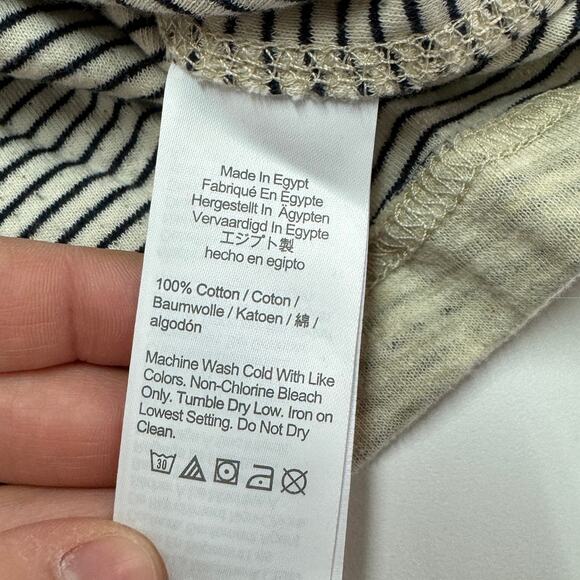 Made In Egypt
Fabriqué En Egypte
Hergestellt In Ägypten
Vervaardigd In Egypte
エジプト製
hecho en egipto
100% Cotton / Coton /
Baumwolle / Katoen / 綿 /
algodón
Machine Wash Cold With Like
Colors. Non-Chlorine Bleach
Only. Tumble Dry Low. Iron on
Lowest Setting. Do Not Dry
Clean.
30